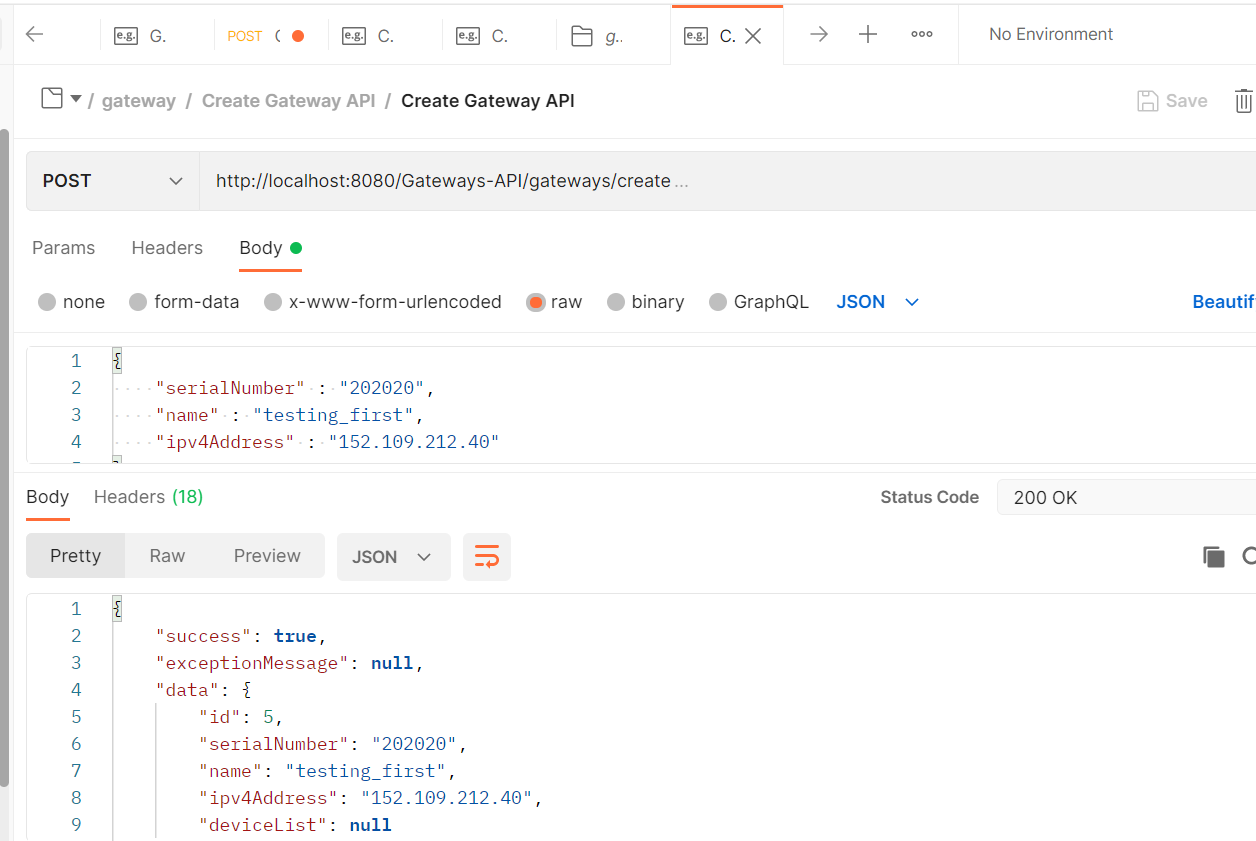 e.g. G. POST e.g. C. e.g. C. g.. e.g. C. No Environment
/ gateway / Create Gateway API / Create Gateway API Save
POST http://localhost:8080/Gateways-API/gateways/create ...
Params Headers Body
none form-data x-www-form-urlencoded raw binary GraphQL JSON Beautif
1 {
2 "serialNumber" : "202020",
3 "name" : "testing_first",
4 "ipv4Address" : "152.109.212.40"
Body Headers (18) Status Code 200 OK
Pretty Raw Preview JSON
1 {
2 "success": true,
3 "exceptionMessage": null,
4 "data": {
5 "id": 5,
6 "serialNumber": "202020",
7 "name": "testing_first",
8 "ipv4Address": "152.109.212.40",
9 "deviceList": null